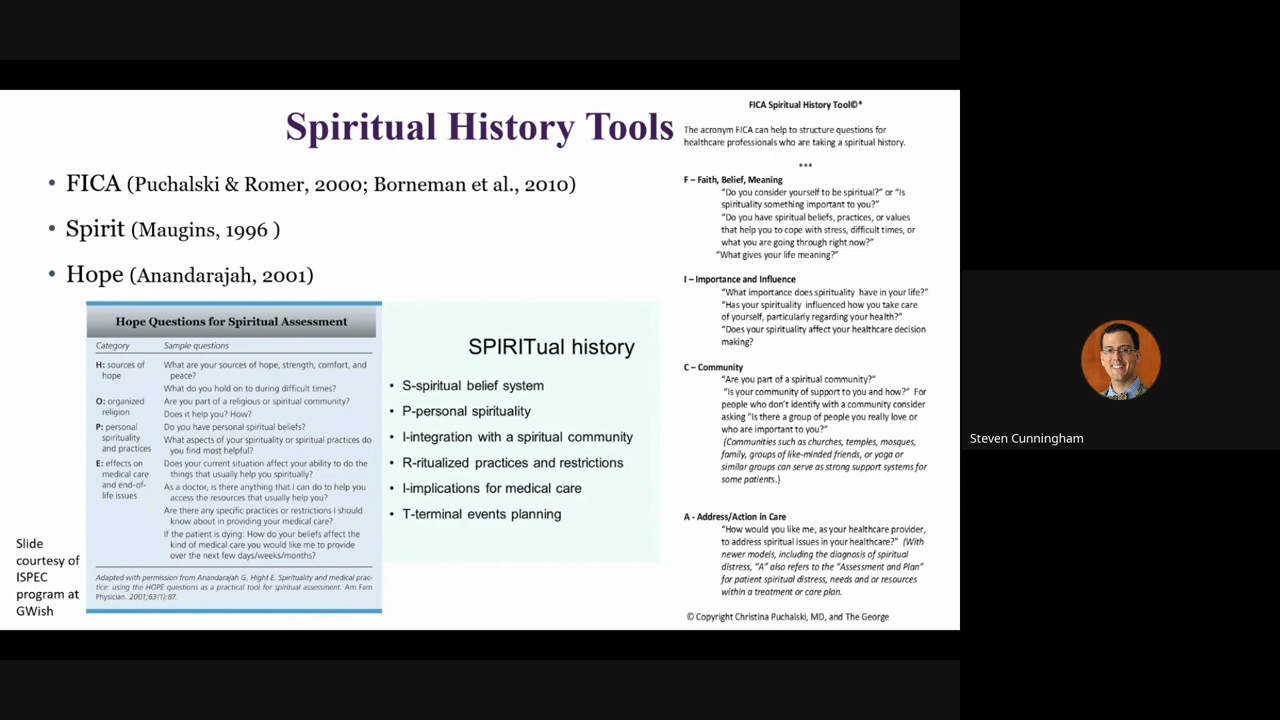 Spiritual History Tools
• FICA (Puchalski & Romer, 2000; Borneman et al., 2010)
• Spirit (Maugins, 1996 )
• Hope (Anandarajah, 2001)
Hope Questions for Spiritual Assessment
Category Sample questions
H: sources of hope
What are your sources of hope, strength, comfort, and
peace?
What do you hold on to during difficult times?
O: organized religion
Are you part of a religious or spiritual community?
Does it help you? How?
P: personal spirituality and practices
Do you have personal spiritual beliefs?
What aspects of your spirituality or spiritual practices do
you find most helpful?
E: effects on medical care and end-of-life issues
Does your current situation affect your ability to do the
things that usually help you spiritually?
As a doctor, is there anything that I can do to help you
access the resources that usually help you?
Are there any specific practices or restrictions I should
know about in providing your medical care?
If the patient is dying: How do your beliefs affect the
kind of medical care you would like me to provide
over the next few days/weeks/months?
Adapted with permission from Anandarajah G, Hight E. Spirituality and medical prac-
tice: using the HOPE questions as a practical tool for spiritual assessment. Am Fam
Physician. 2001;63(1):87.
SPIRITual history
• S-spiritual belief system
• P-personal spirituality
• I-integration with a spiritual community
• R-ritualized practices and restrictions
• I-implications for medical care
• T-terminal events planning
Slide
courtesy of
ISPEC
program at
GWish
FICA Spiritual History Tool©*
The acronym FICA can help to structure questions for
healthcare professionals who are taking a spiritual history.
***
F – Faith, Belief, Meaning
“Do you consider yourself to be spiritual?” or “Is
spirituality something important to you?”
“Do you have spiritual beliefs, practices, or values
that help you to cope with stress, difficult times, or
what you are going through right now?”
“What gives your life meaning?”
I – Importance and Influence
“What importance does spirituality have in your life?”
“Has your spirituality influenced how you take care
of yourself, particularly regarding your health?”
“Does your spirituality affect your healthcare decision
making?
C – Community
“Are you part of a spiritual community?”
“Is your community of support to you and how?” For
people who don’t identify with a community consider
asking “Is there a group of people you really love or
who are important to you?”
(Communities such as churches, temples, mosques,
family, groups of like-minded friends, or yoga or
similar groups can serve as strong support systems for
some patients.)
A - Address/Action in Care
“How would you like me, as your healthcare provider,
to address spiritual issues in your healthcare?” (With
newer models, including the diagnosis of spiritual
distress, “A” also refers to the “Assessment and Plan”
for patient spiritual distress, needs and or resources
within a treatment or care plan.
© Copyright Christina Puchalski, MD, and The George
Steven Cunningham